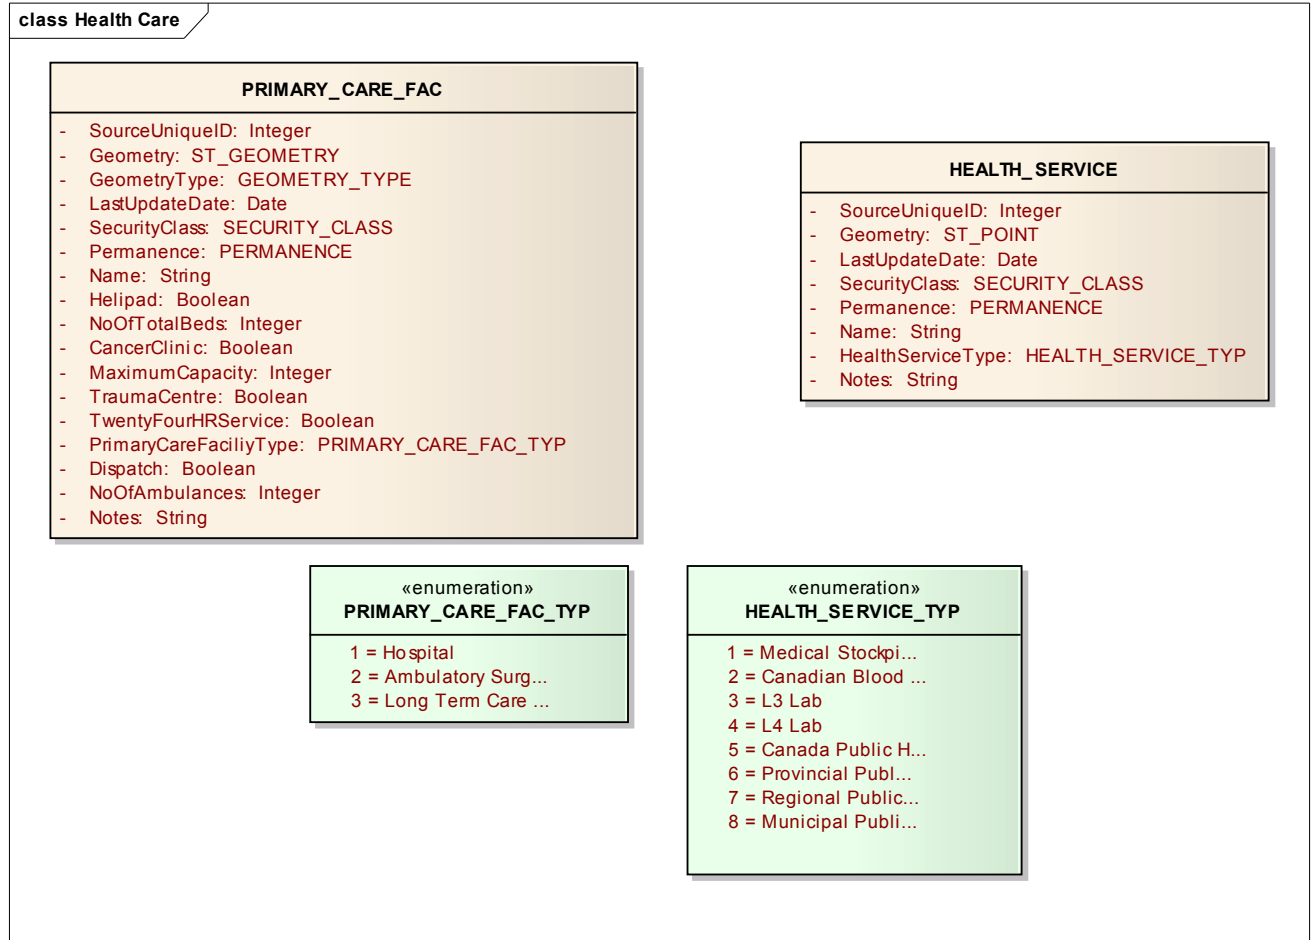 class Health Care
PRIMARY_CARE_FAC
- SourceUniqueID: Integer
- Geometry: ST_GEOMETRY
- GeometryType: GEOMETRY_TYPE
- LastUpdateDate: Date
- SecurityClass: SECURITY_CLASS
- Permanence: PERMANENCE
- Name: String
- Helipad: Boolean
- NoOfTotalBeds: Integer
- CancerClinic: Boolean
- MaximumCapacity: Integer
- TraumaCentre: Boolean
- TwentyFourHRService: Boolean
- PrimaryCareFaciliyType: PRIMARY_CARE_FAC_TYP
- Dispatch: Boolean
- NoOfAmbulances: Integer
- Notes: String
HEALTH_SERVICE
- SourceUniqueID: Integer
- Geometry: ST_POINT
- LastUpdateDate: Date
- SecurityClass: SECURITY_CLASS
- Permanence: PERMANENCE
- Name: String
- HealthServiceType: HEALTH_SERVICE_TYP
- Notes: String
«enumeration»
PRIMARY_CARE_FAC_TYP
1 = Hospital
2 = Ambulatory Surg...
3 = Long Term Care ...
«enumeration»
HEALTH_SERVICE_TYP
1 = Medical Stockpi...
2 = Canadian Blood ...
3 = L3 Lab
4 = L4 Lab
5 = Canada Public H...
6 = Provincial Publ...
7 = Regional Public...
8 = Municipal Publi...